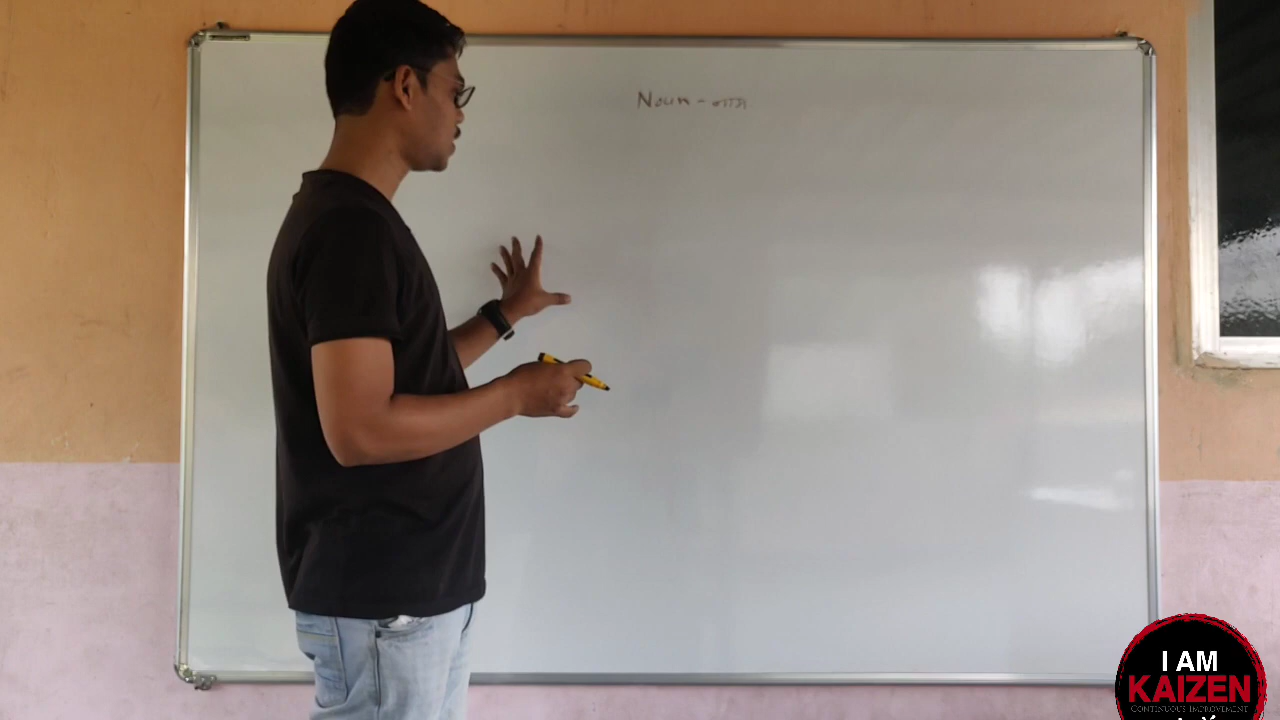 Noun - नाम
I AM
KAIZEN
CONTINUOUS IMPROVEMENT